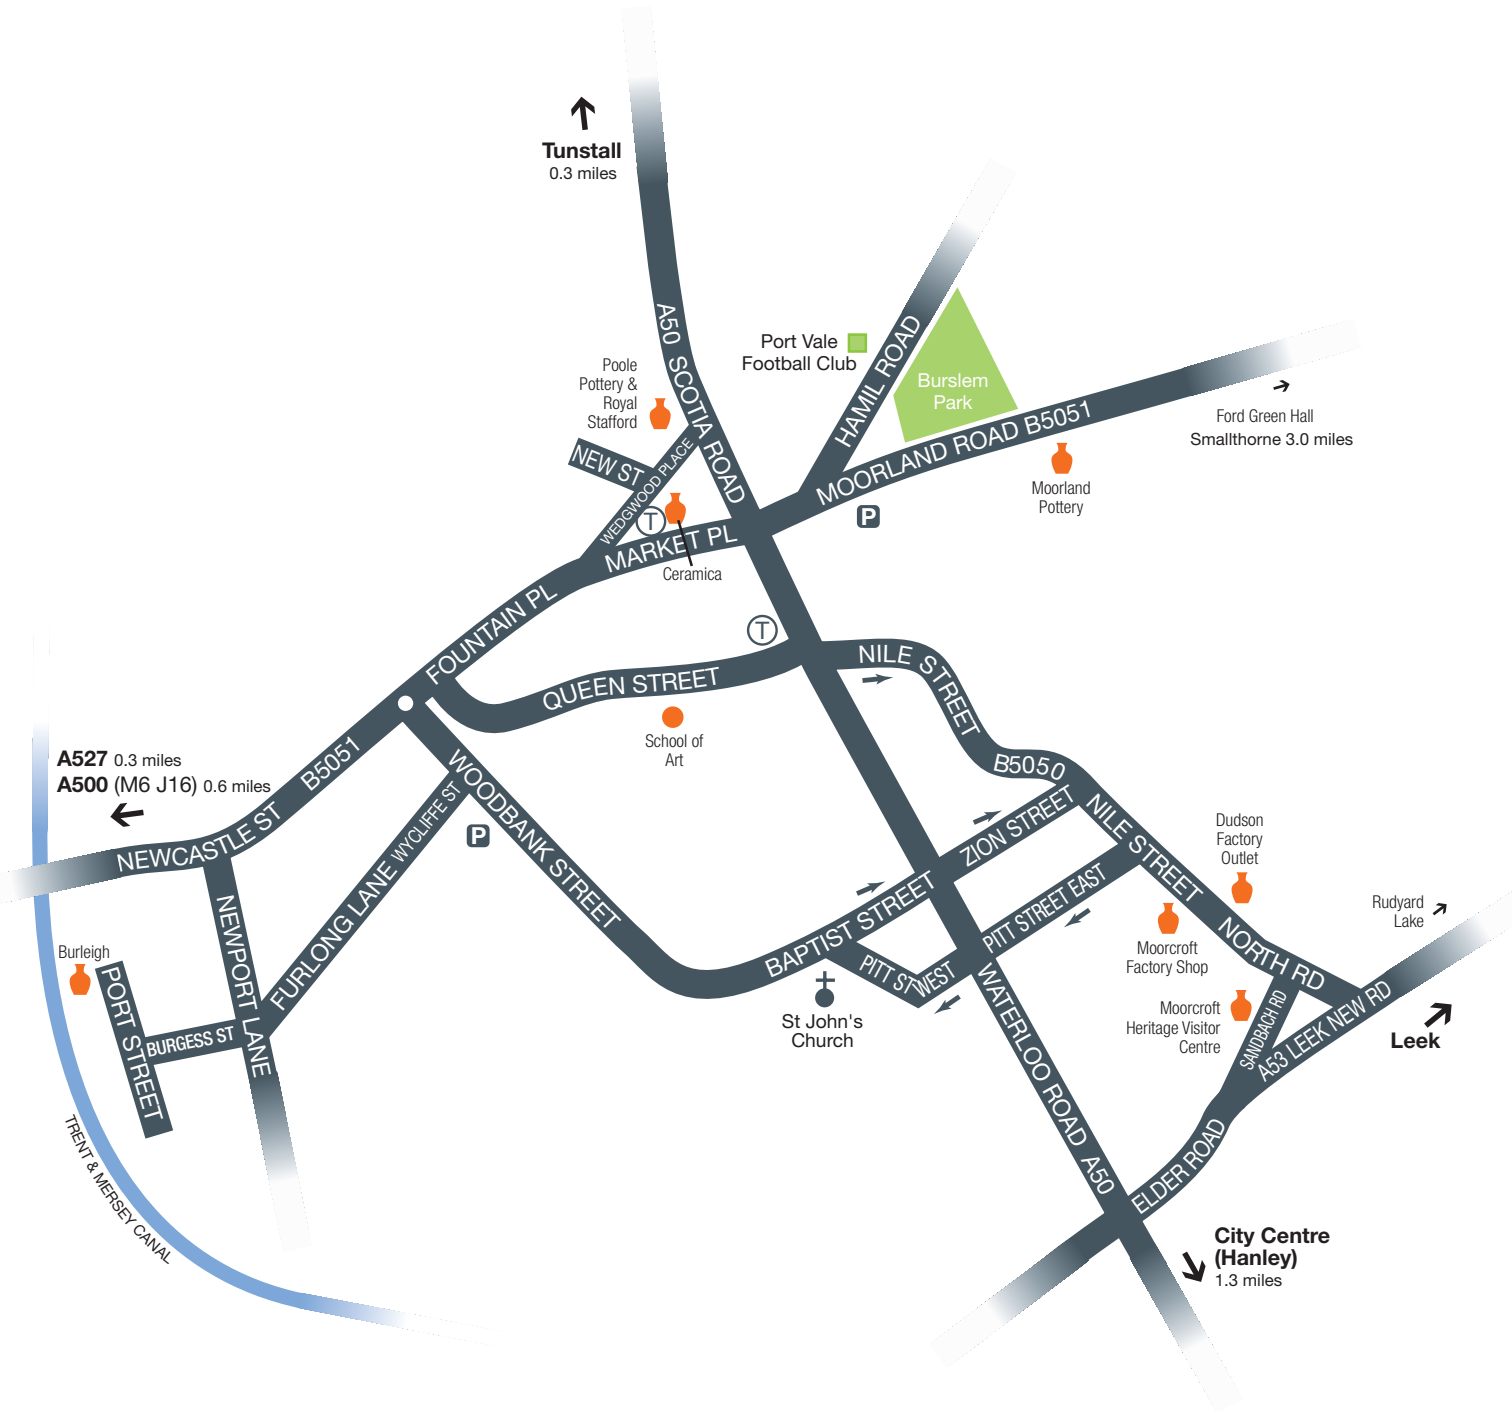 Tunstall
0.3 miles
A50 SCOTIA ROAD
Poole
Pottery &
Royal
Stafford
Port Vale
Football Club
HAMIL ROAD
Burslem
Park
MOORLAND ROAD B5051
Ford Green Hall
Smallthorne 3.0 miles
Moorland
Pottery
P
NEW ST
WEDGWOOD PLACE
T
MARKET PL
Ceramica
FOUNTAIN PL
T
QUEEN STREET
School of
Art
NILE STREET
B5050
NILE STREET
A527 0.3 miles
A500 (M6 J16) 0.6 miles
B5051
NEWCASTLE ST
WOODBANK STREET
WYCLIFFE ST
P
FURLONG LANE
NEWPORT LANE
Burleigh
PORT STREET
BURGESS ST
TRENT & MERSEY CANAL
BAPTIST STREET
ZION STREET
PITT STREET EAST
PITT ST WEST
St John's
Church
WATERLOO ROAD A50
Dudson
Factory
Outlet
Moorcroft
Factory Shop
NORTH RD
Rudyard
Lake
Moorcroft
Heritage Visitor
Centre
SANDBACH RD
A53 LEEK NEW RD
Leek
ELDER ROAD
City Centre
(Hanley)
1.3 miles